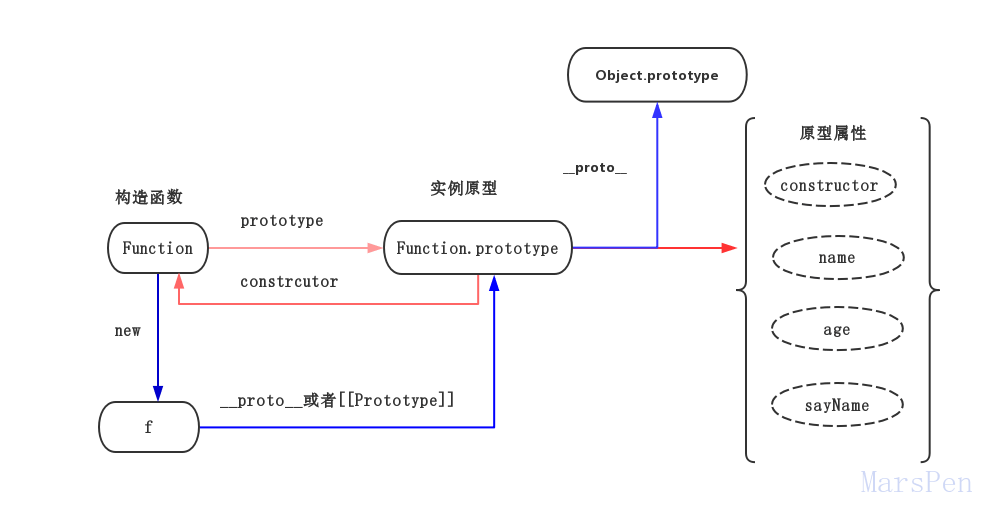 Object.prototype
原型属性
__proto__
constructor
构造函数
实例原型
prototype
Function
Function.prototype
name
constrcutor
new
age
__proto__或者[[Prototype]]
sayName
f
MarsPen